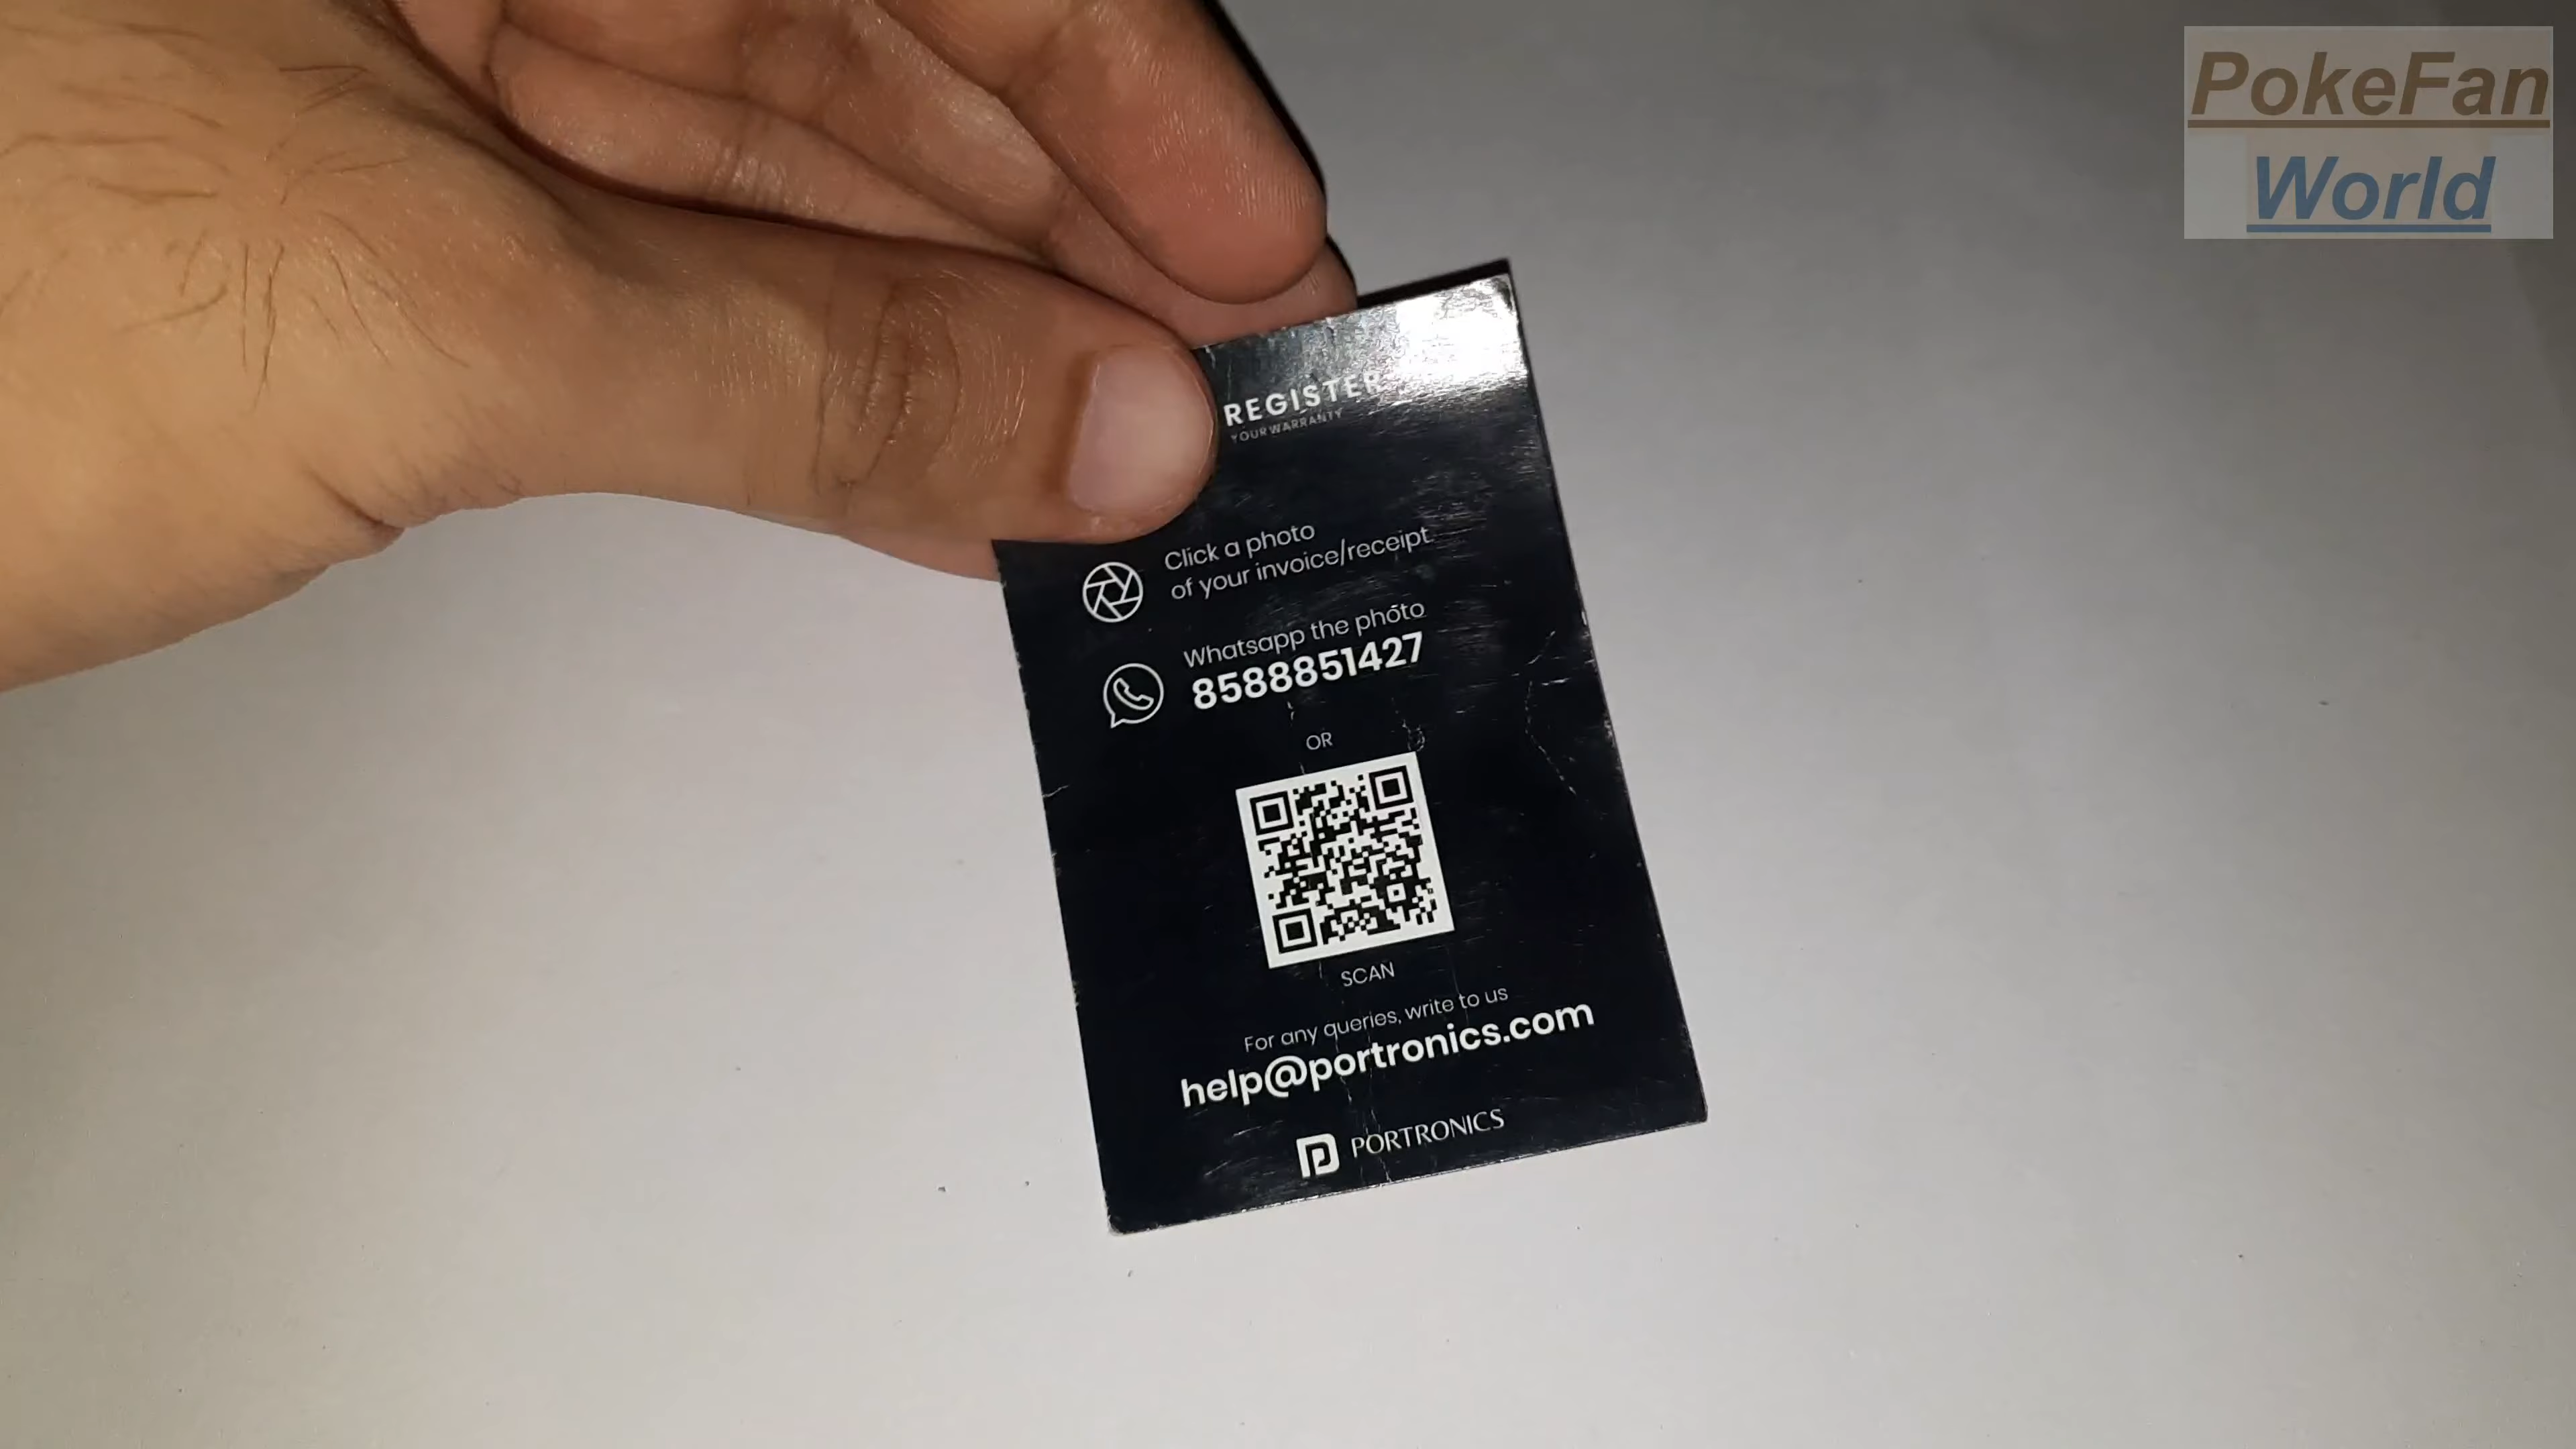 PokeFan
World
REGISTER
YOUR WARRANTY
Click a photo
of your invoice/receipt
Whatsapp the photo
8588851427
OR
SCAN
For any queries, write to us
help@portronics.com
PORTRONICS